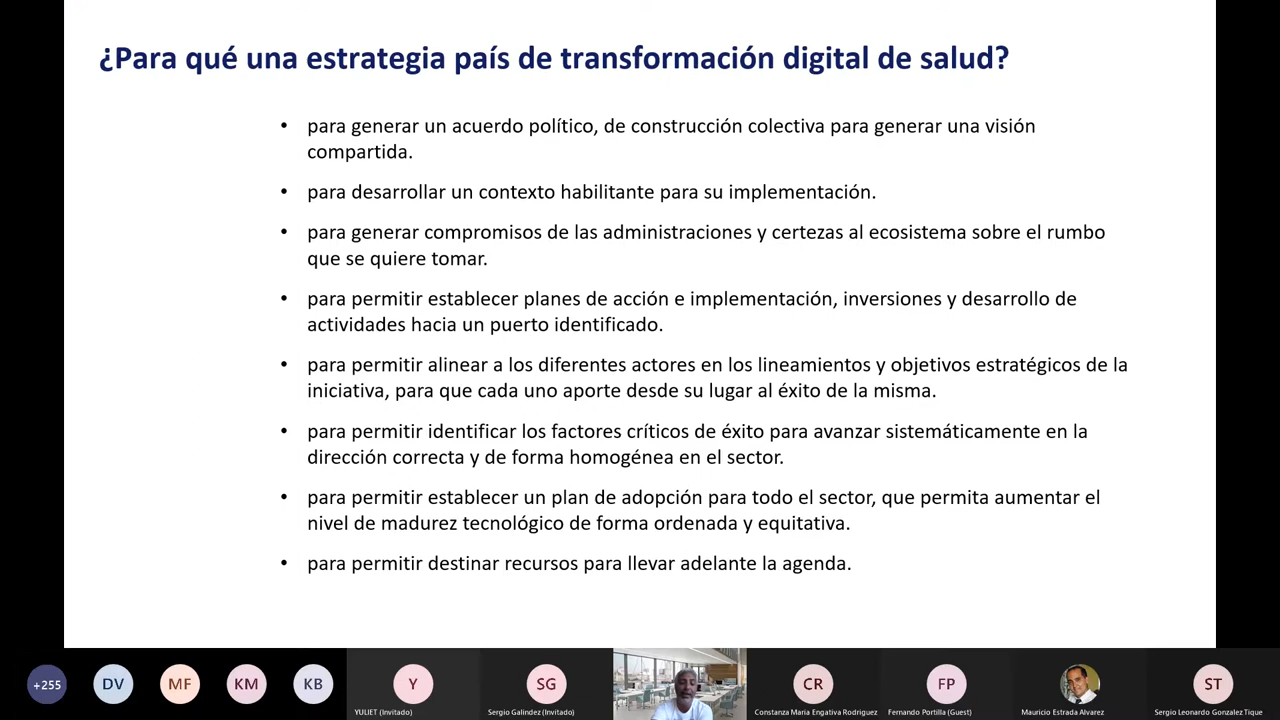 ¿Para qué una estrategia país de transformación digital de salud?
• para generar un acuerdo político, de construcción colectiva para generar una visión
compartida.
• para desarrollar un contexto habilitante para su implementación.
• para generar compromisos de las administraciones y certezas al ecosistema sobre el rumbo
que se quiere tomar.
• para permitir establecer planes de acción e implementación, inversiones y desarrollo de
actividades hacia un puerto identificado.
• para permitir alinear a los diferentes actores en los lineamientos y objetivos estratégicos de la
iniciativa, para que cada uno aporte desde su lugar al éxito de la misma.
• para permitir identificar los factores críticos de éxito para avanzar sistemáticamente en la
dirección correcta y de forma homogénea en el sector.
• para permitir establecer un plan de adopción para todo el sector, que permita aumentar el
nivel de madurez tecnológico de forma ordenada y equitativa.
• para permitir destinar recursos para llevar adelante la agenda.
+255 DV MF KM KB Y SG CR FP ST
YULIET (Invitado) Sergio Galindez (Invitado) Constanza Maria Engativa Rodriguez Fernando Portilla (Guest) Mauricio Estrada Alvarez Sergio Leonardo Gonzalez Tique